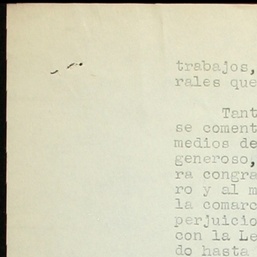 trabajos,
rales que
Tant
se coment
medios de
generoso,
ra congra
ro y al m
la comarc
perjuicio
con la Le
do hasta